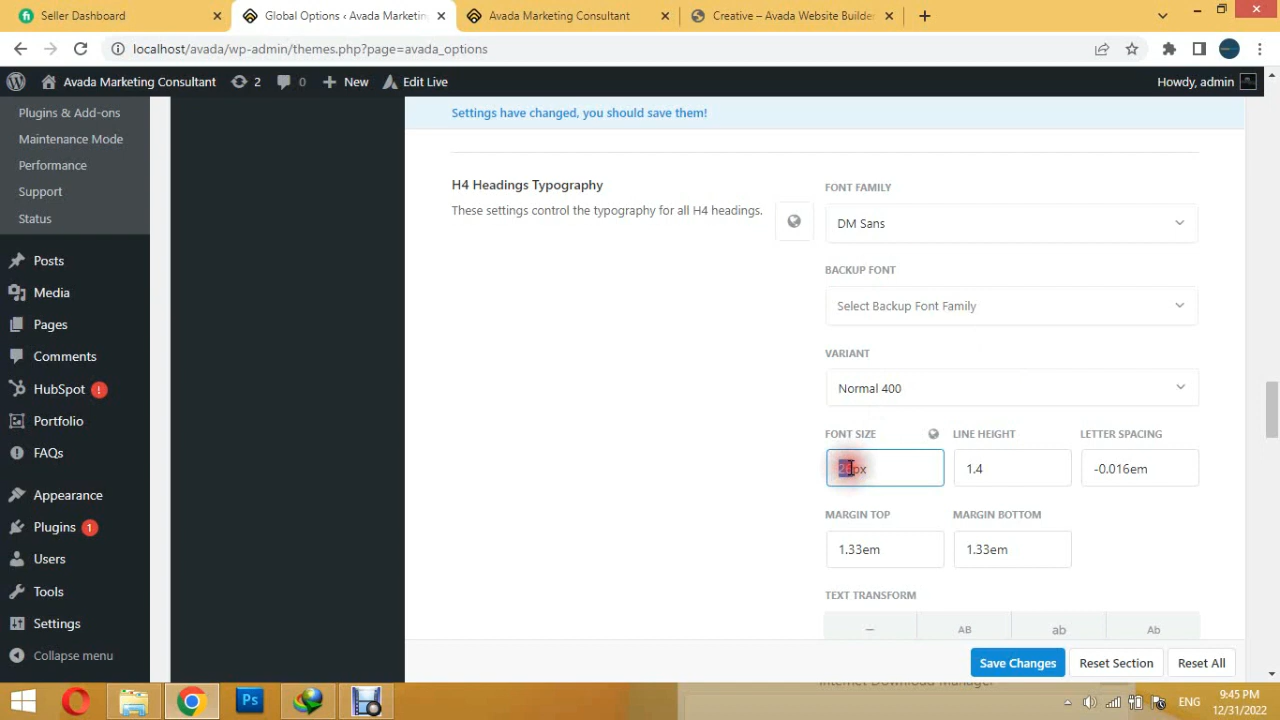 Seller Dashboard
Global Options ‹ Avada Marketin
Avada Marketing Consultant
Creative – Avada Website Builde
localhost/avada/wp-admin/themes.php?page=avada_options
Avada Marketing Consultant
2
0
New
Edit Live
Howdy, admin
Plugins & Add-ons
Maintenance Mode
Performance
Support
Status
Posts
Media
Pages
Comments
HubSpot !
Portfolio
FAQs
Appearance
Plugins 1
Users
Tools
Settings
Collapse menu
Settings have changed, you should save them!
H4 Headings Typography
These settings control the typography for all H4 headings.
FONT FAMILY
DM Sans
BACKUP FONT
Select Backup Font Family
VARIANT
Normal 400
FONT SIZE
LINE HEIGHT
LETTER SPACING
1.4
-0.016em
MARGIN TOP
MARGIN BOTTOM
1.33em
1.33em
TEXT TRANSFORM
–
AB
ab
Ab
Save Changes
Reset Section
Reset All
Internet Download Manager
Ps
ENG
9:45 PM
12/31/2022